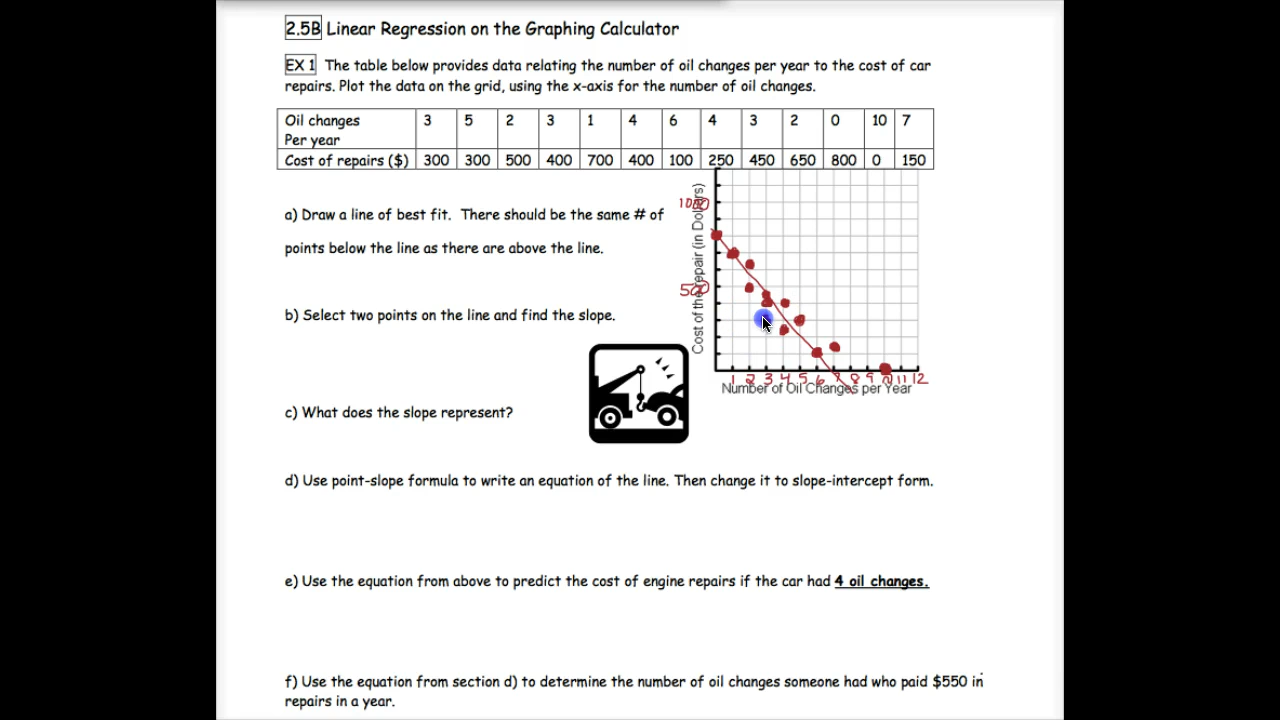 2.5B Linear Regression on the Graphing Calculator
EX 1 The table below provides data relating the number of oil changes per year to the cost of car
repairs. Plot the data on the grid, using the x-axis for the number of oil changes.
Oil changes 3 5 2 3 1 4 6 4 3 2 0 10 7
Per year
Cost of repairs ($) 300 300 500 400 700 400 100 250 450 650 800 0 150
a) Draw a line of best fit. There should be the same # of
points below the line as there are above the line.
b) Select two points on the line and find the slope.
c) What does the slope represent?
Cost of the repair (in Dollars)
1000
500
1 2 3 4 5 6 7 8 9 10 11 12
Number of Oil Changes per Year
d) Use point-slope formula to write an equation of the line. Then change it to slope-intercept form.
e) Use the equation from above to predict the cost of engine repairs if the car had 4 oil changes.
f) Use the equation from section d) to determine the number of oil changes someone had who paid $550 in
repairs in a year.